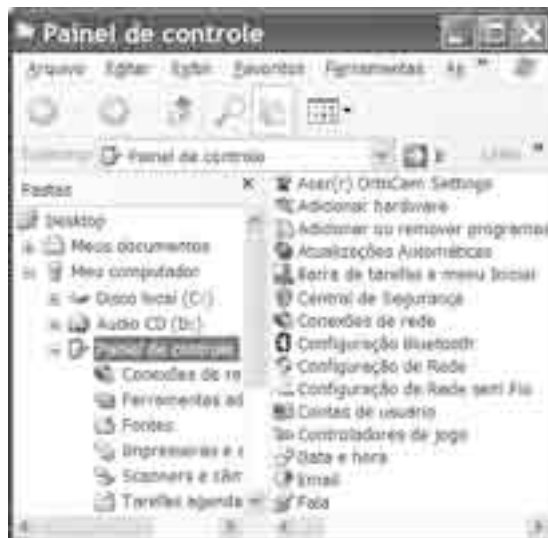 Painel de controle
Arquivo Editar Exibir Favoritos Ferramentas
Painel de controle
Pastas
Desktop
Meus documentos
Meu computador
Disco local (C:)
Audio CD (D:)
Painel de controle
Conexões de re
Ferramentas ad
Fontes
Impressoras e
Scanners e câm
Tarefas agenda
Acer(r) OrbiCam Settings
Adicionar hardware
Adicionar ou remover programas
Atualizações Automáticas
Barra de tarefas e menu Iniciar
Central de Segurança
Conexões de rede
Configuração Bluetooth
Configuração de Rede
Configuração de Rede sem Fio
Contas de usuário
Controladores de jogo
Data e hora
Email
Fala